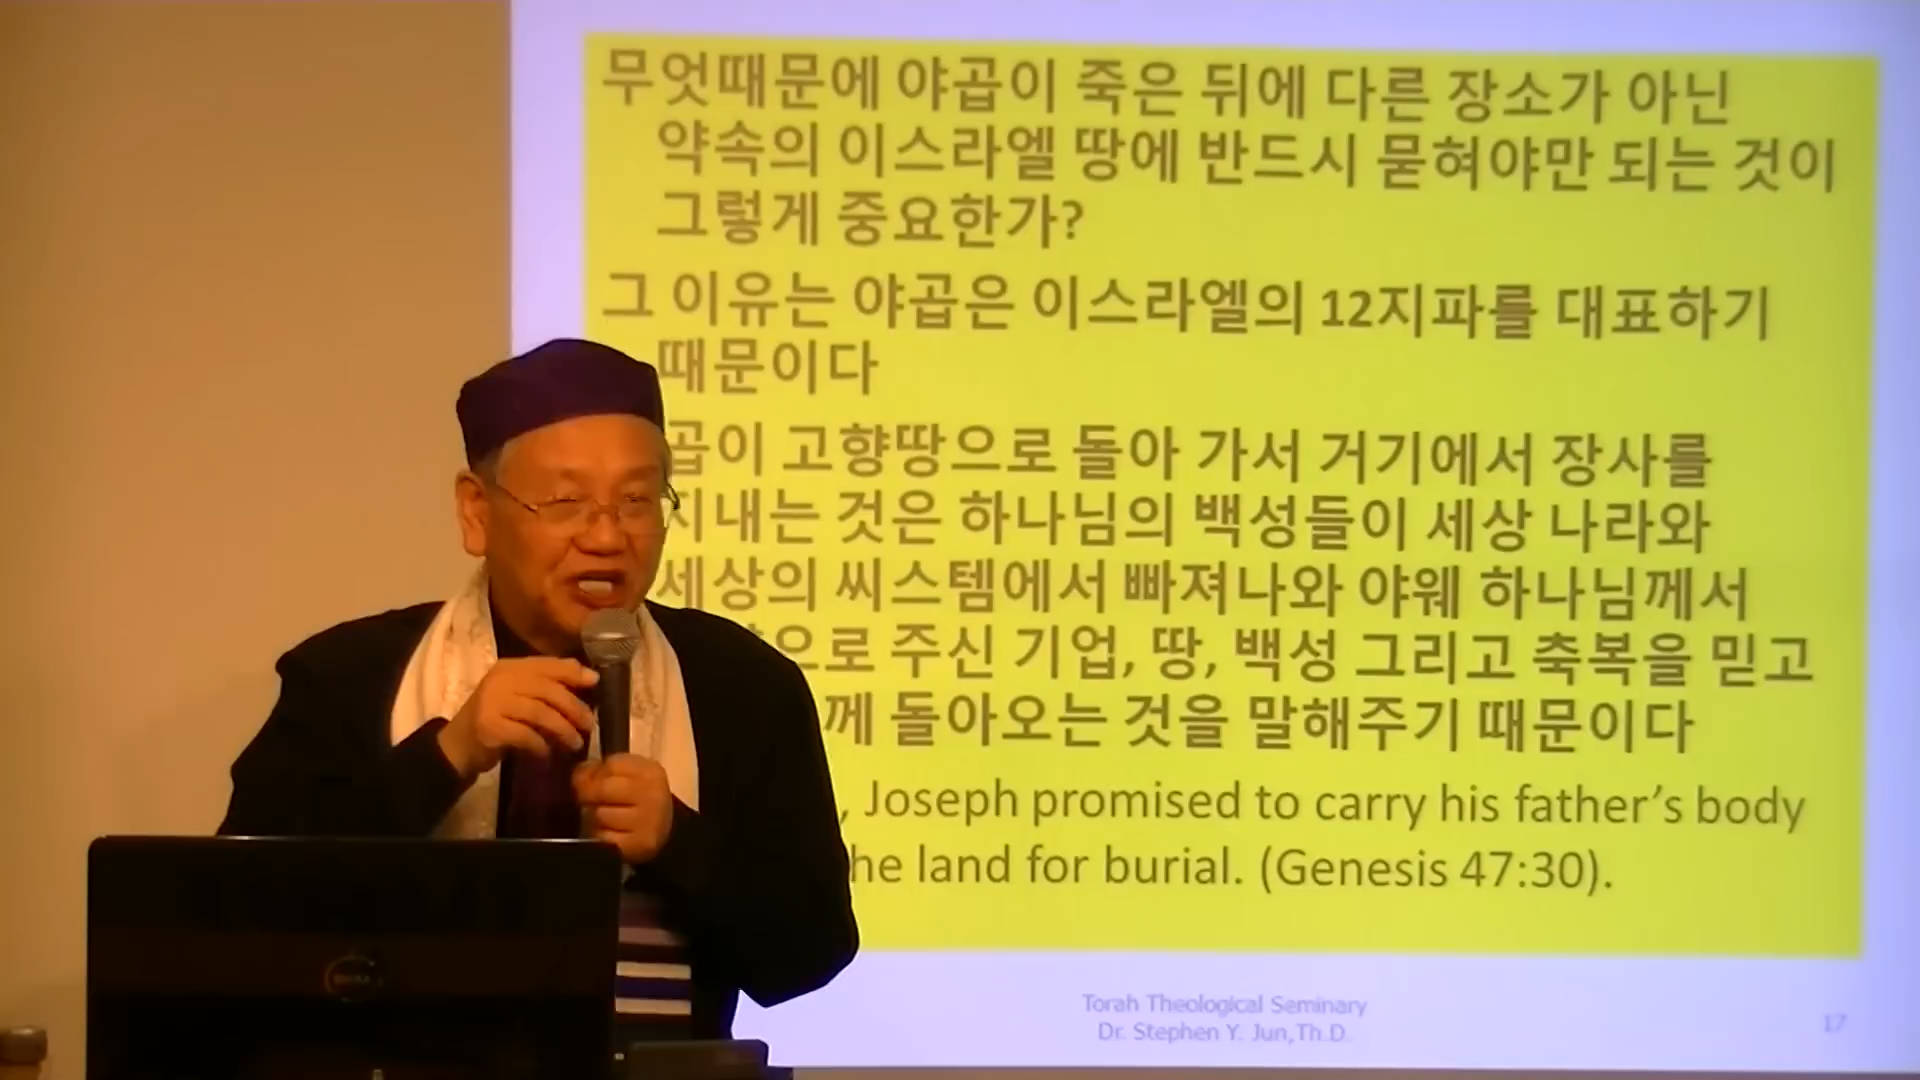 무엇때문에 야곱이 죽은 뒤에 다른 장소가 아닌
약속의 이스라엘 땅에 반드시 묻혀야만 되는 것이
그렇게 중요한가?
그 이유는 야곱은 이스라엘의 12지파를 대표하기
때문이다
곱이 고향땅으로 돌아 가서 거기에서 장사를
지내는 것은 하나님의 백성들이 세상 나라와
세상의 씨스템에서 빠져나와 야웨 하나님께서
으로 주신 기업, 땅, 백성 그리고 축복을 믿고
께 돌아오는 것을 말해주기 때문이다
, Joseph promised to carry his father's body
he land for burial. (Genesis 47:30).
Torah Theological Seminary
Dr. Stephen Y. Jun,Th.D.
17